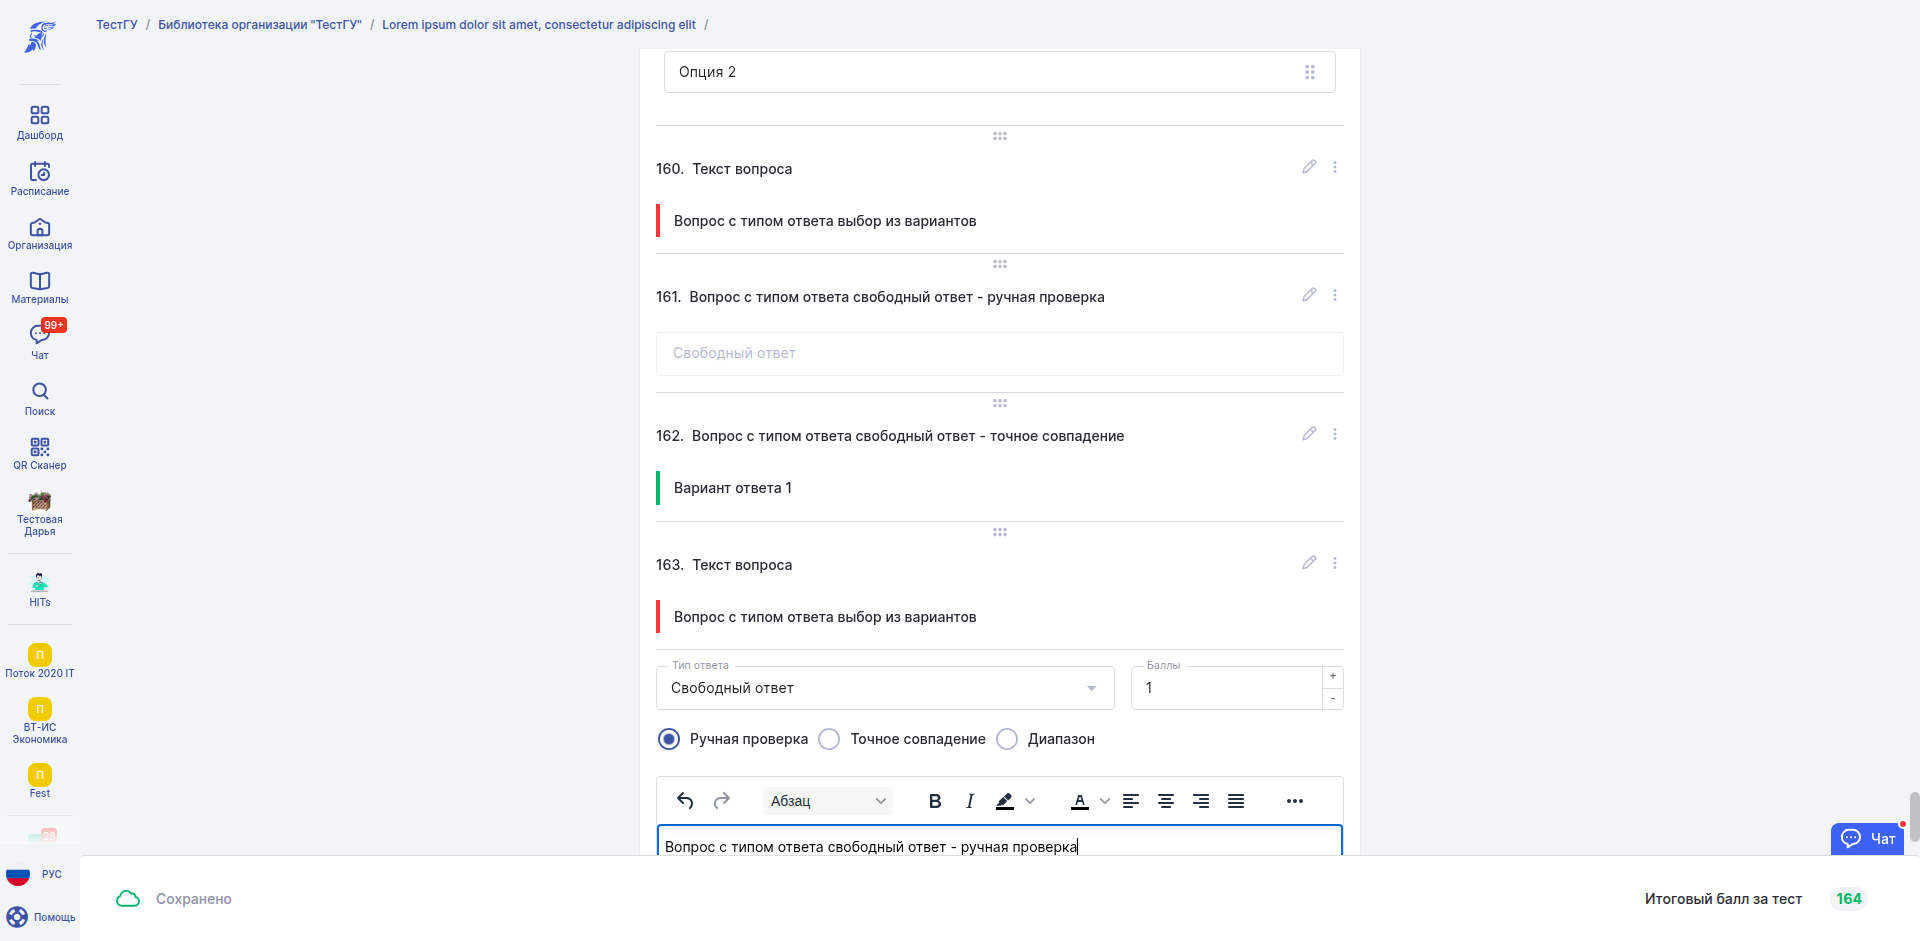 ТестГУ / Библиотека организации "ТестГУ" / Lorem ipsum dolor sit amet, consectetur adipiscing elit /
Дашборд
Расписание
Организация
Материалы
99+
Чат
Поиск
QR Сканер
Тестовая
Дарья
HITs
П
Поток 2020 IT
П
ВТ-ИС
Экономика
П
Fest
28
РУС
Помощь
Опция 2
160. Текст вопроса
Вопрос с типом ответа выбор из вариантов
161. Вопрос с типом ответа свободный ответ - ручная проверка
Свободный ответ
162. Вопрос с типом ответа свободный ответ - точное совпадение
Вариант ответа 1
163. Текст вопроса
Вопрос с типом ответа выбор из вариантов
Тип ответа
Свободный ответ
Баллы
1
+
-
Ручная проверка Точное совпадение Диапазон
Абзац B I A
Вопрос с типом ответа свободный ответ - ручная проверка
Чат
Сохранено
Итоговый балл за тест 164